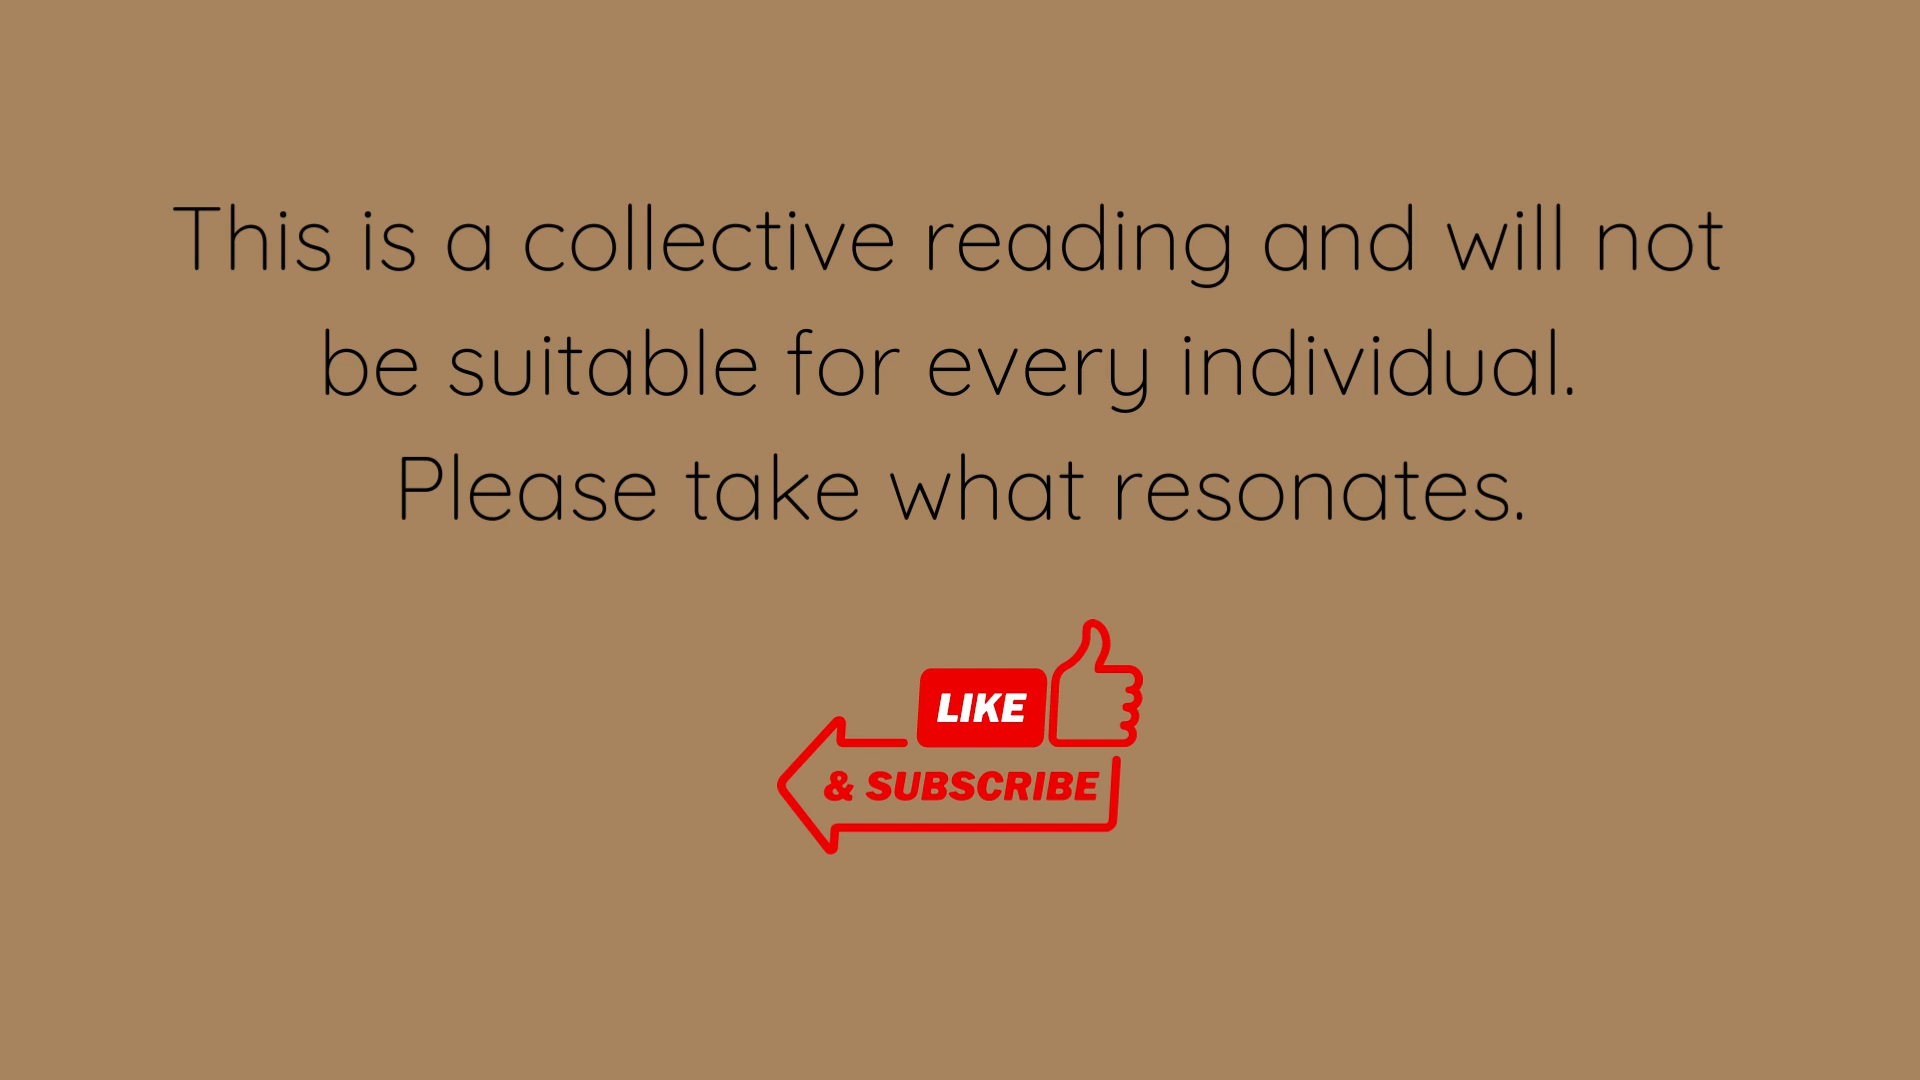 This is a collective reading and will not
be suitable for every individual.
Please take what resonates.
LIKE
& SUBSCRIBE